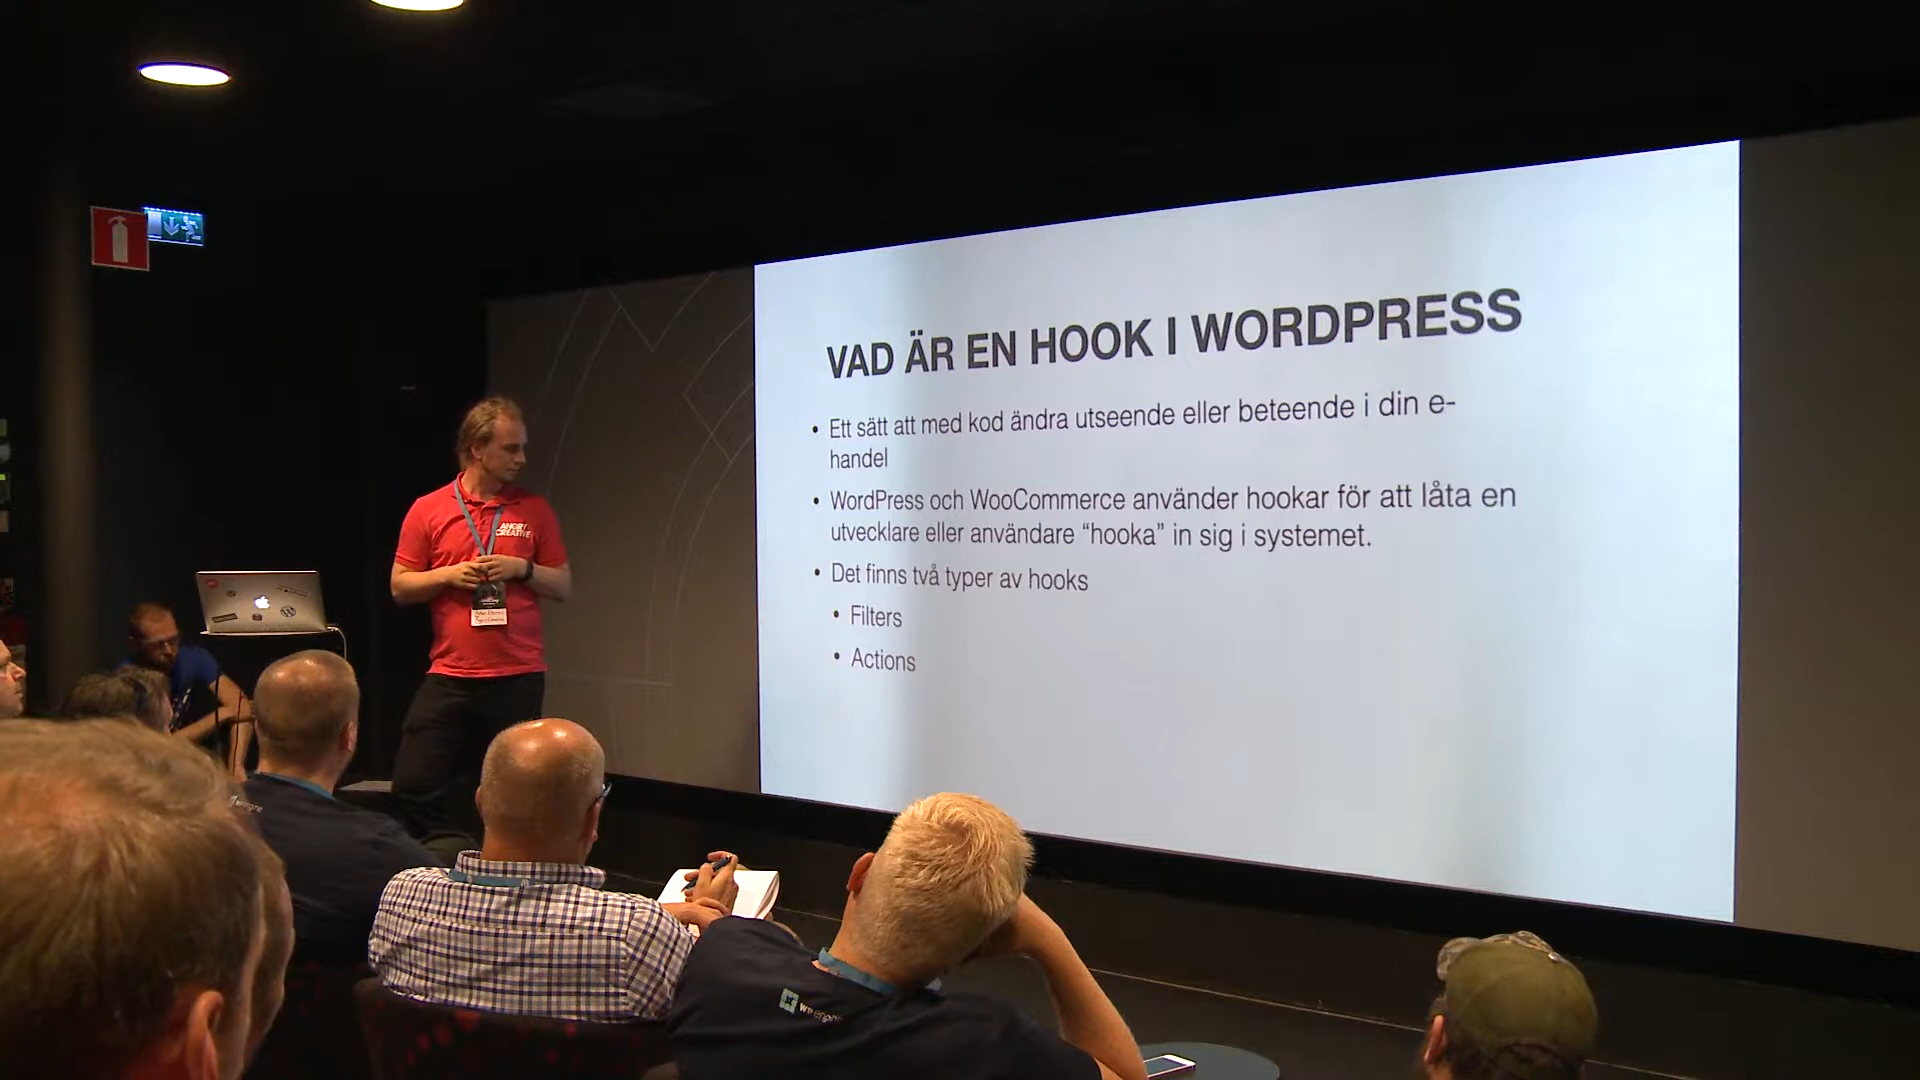 VAD ÄR EN HOOK I WORDPRESS
• Ett sätt att med kod ändra utseende eller beteende i din e-
handel
• WordPress och WooCommerce använder hookar för att låta en
utvecklare eller användare “hooka” in sig i systemet.
• Det finns två typer av hooks
• Filters
• Actions
ANGRY
CREATIVE
wp engine